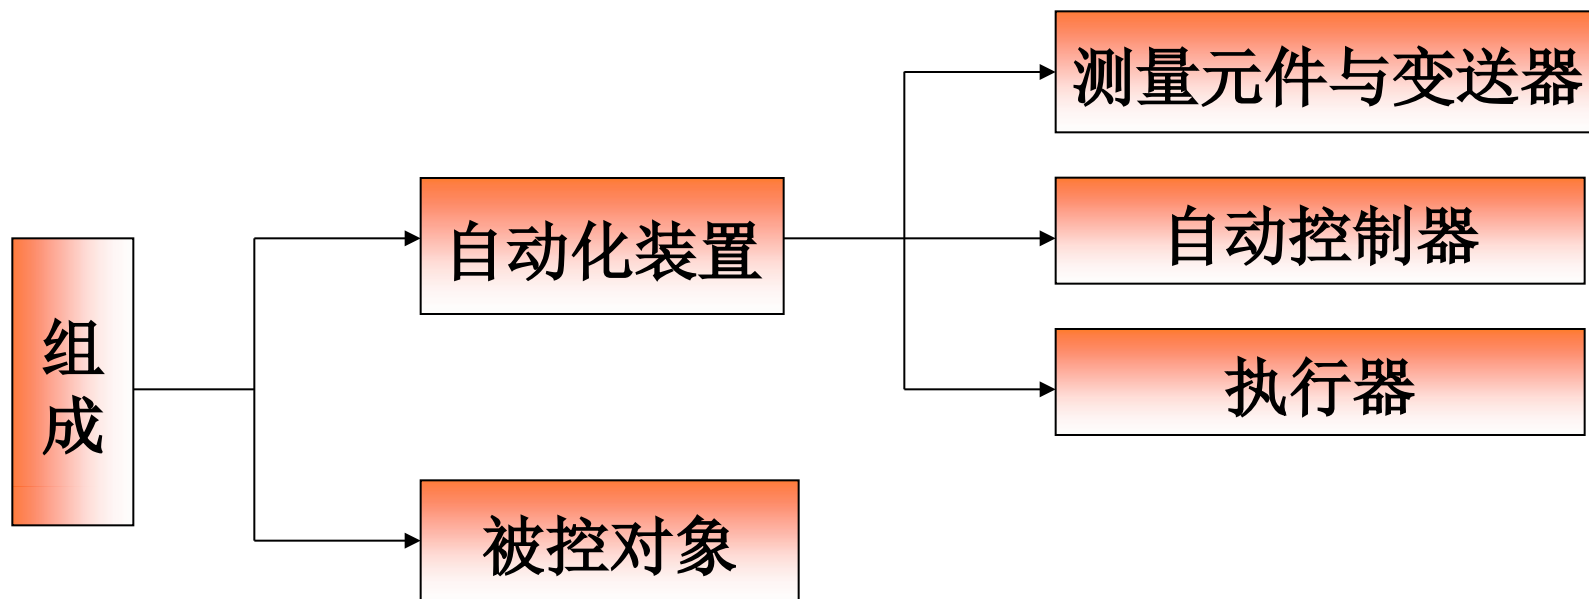 组
成
自动化装置
被控对象
测量元件与变送器
自动控制器
执行器